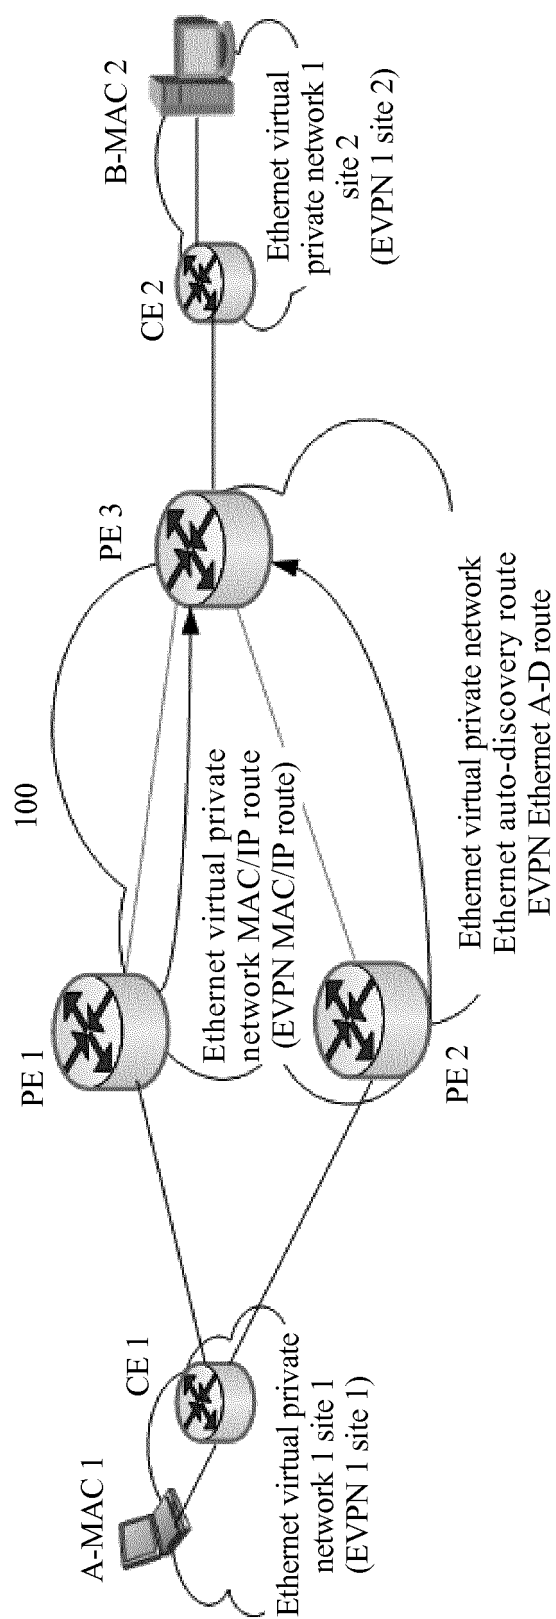 100
A-MAC 1
CE 1
Ethernet virtual private
network 1 site 1
(EVPN 1 site 1)
PE 1
PE 2
Ethernet virtual private
network MAC/IP route
(EVPN MAC/IP route)
PE 3
Ethernet virtual private network
Ethernet auto-discovery route
EVPN Ethernet A-D route
CE 2
B-MAC 2
Ethernet virtual
private network 1
site 2
(EVPN 1 site 2)